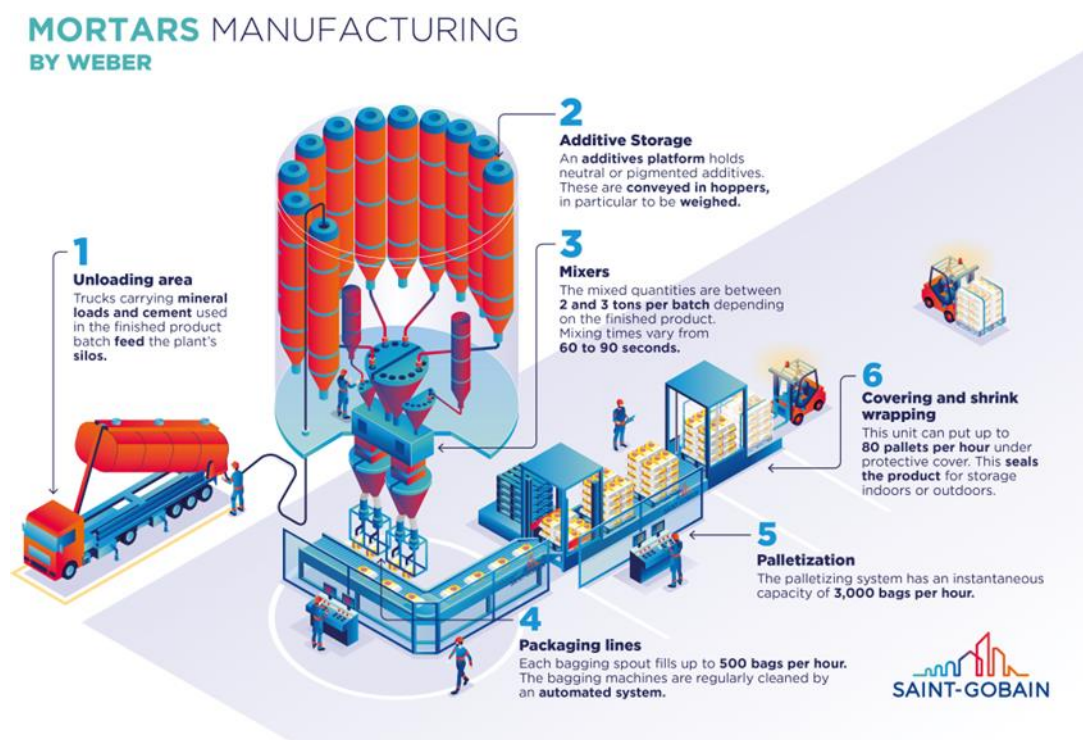 MORTARS MANUFACTURING
BY WEBER
1
Unloading area
Trucks carrying mineral
loads and cement used
in the finished product
batch feed the plant's
silos.
2
Additive Storage
An additives platform holds
neutral or pigmented additives.
These are conveyed in hoppers,
in particular to be weighed.
3
Mixers
The mixed quantities are between
2 and 3 tons per batch depending
on the finished product.
Mixing times vary from
60 to 90 seconds.
4
Packaging lines
Each bagging spout fills up to 500 bags per hour.
The bagging machines are regularly cleaned by
an automated system.
5
Palletization
The palletizing system has an instantaneous
capacity of 3,000 bags per hour.
6
Covering and shrink
wrapping
This unit can put up to
80 pallets per hour under
protective cover. This seals
the product for storage
indoors or outdoors.
SAINT-GOBAIN